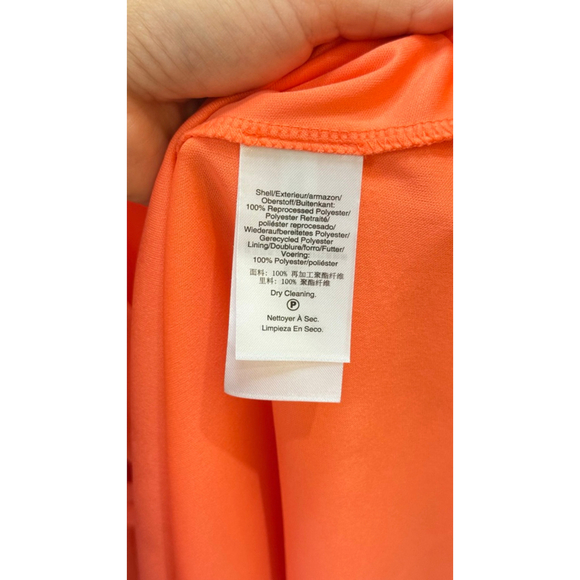 Shell/Exterieur/armazon/
Oberstoff/Buitenkant:
100% Reprocessed Polyester/
Polyester Retraité/
poliéster reprocesado/
Wiederaufbereitetes Polyester/
Gerecycled Polyester/
Lining/Doublure/forro/Futter/
Voering:
100% Polyester/poliéster
面料: 100% 再加工聚酯纤维
里料: 100% 聚酯纤维
Dry Cleaning.
P
Nettoyer À Sec.
Limpieza En Seco.